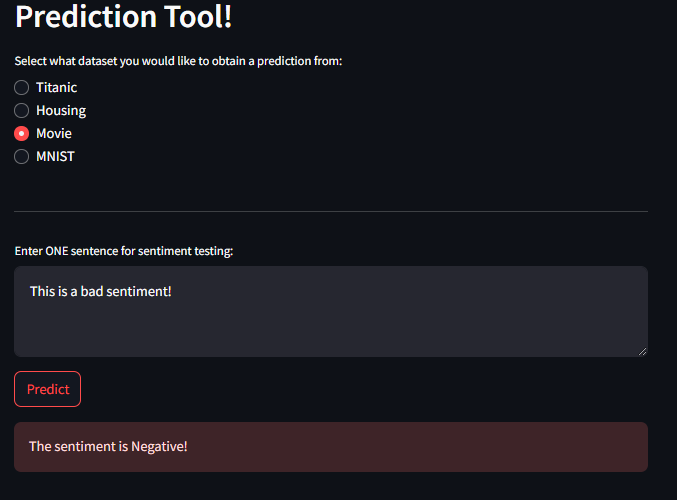 Prediction Tool!
Select what dataset you would like to obtain a prediction from:
Titanic
Housing
Movie
MNIST
Enter ONE sentence for sentiment testing:
This is a bad sentiment!
Predict
The sentiment is Negative!